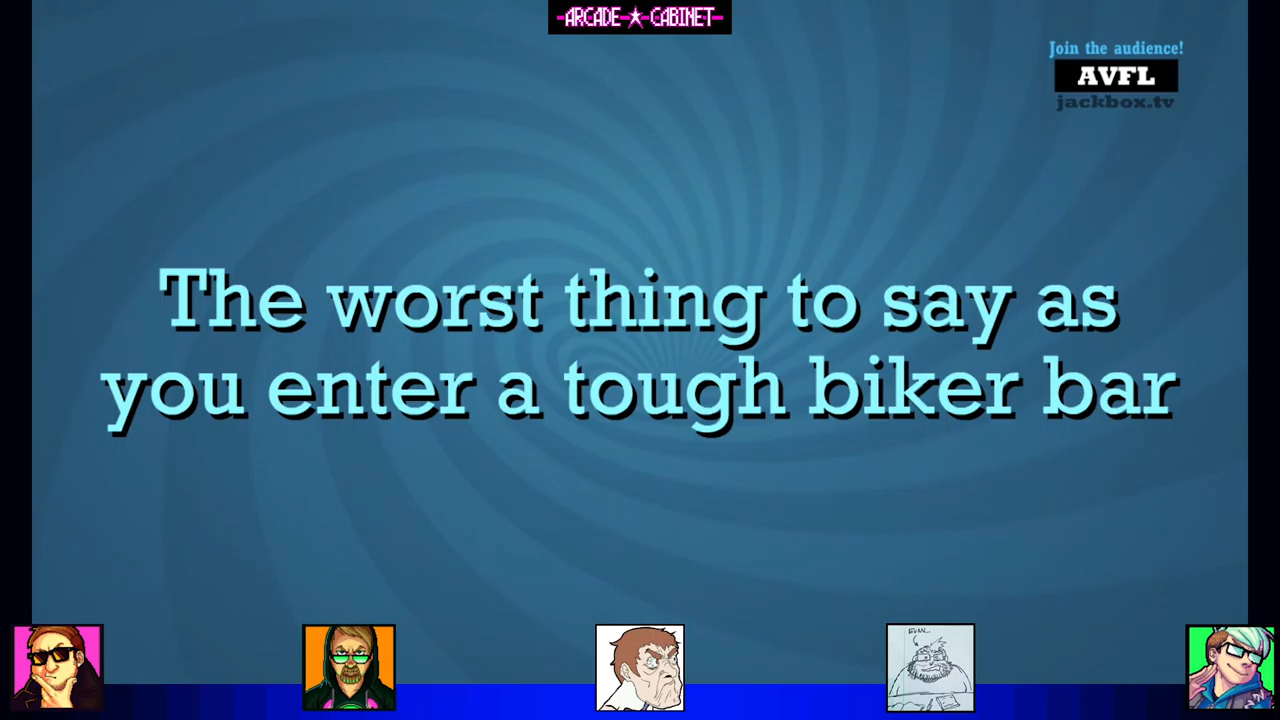 ARCADE★CABINET
Join the audience!
AVFL
jackbox.tv
The worst thing to say as
you enter a tough biker bar